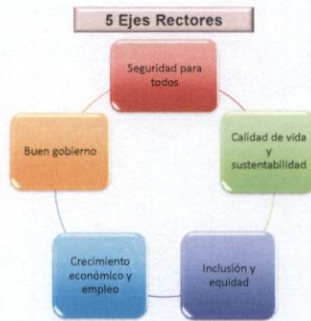 5 Ejes Rectores
Seguridad para
todos
Calidad de vida
y
sustentabilidad
Inclusión y
equidad
Crecimiento
económico y
empleo
Buen gobierno